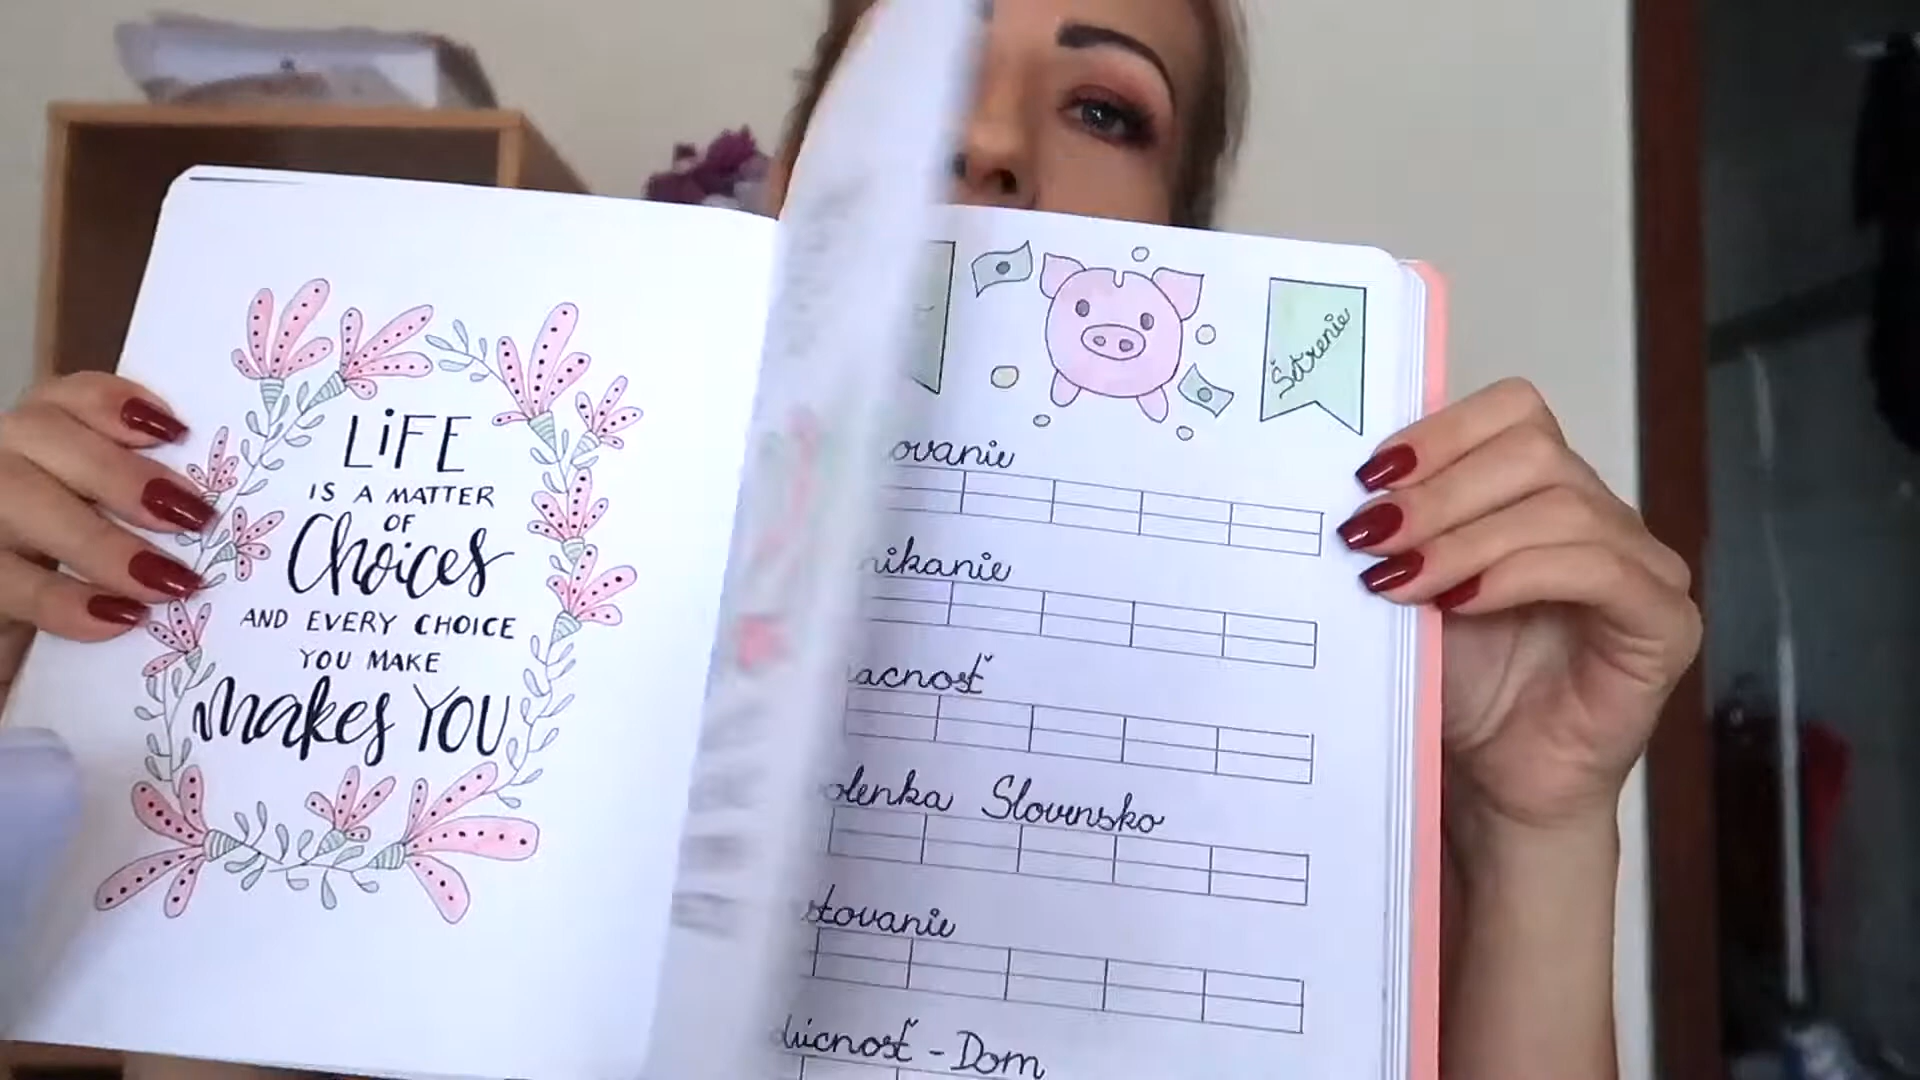 LiFE
IS A MATTER
OF
Choices
AND EVERY CHOICE
YOU MAKE
makes YOU
Šetrenie
ovanie
nikanie
acnosť
olenka Slovensko
stovanie
dúcnosť - Dom